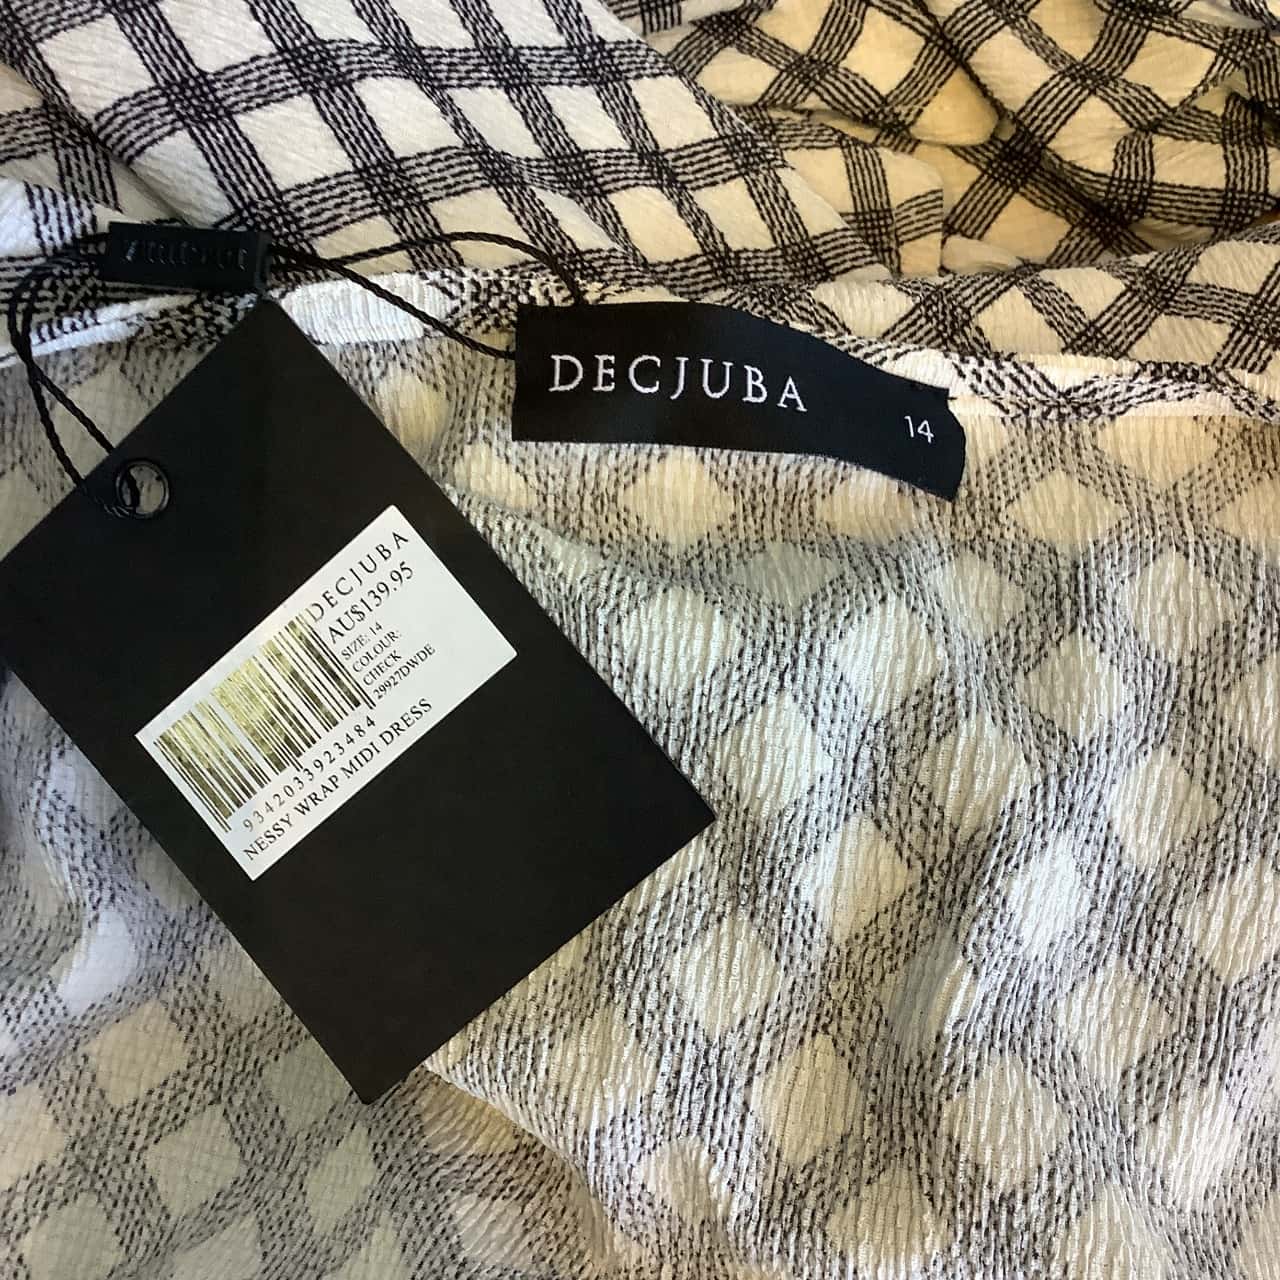 DECJUBA
14
DECJUBA
AU$139.95
SIZE: 14
COLOUR:
CHECK
29927DWDE
9342033923484
NESSY WRAP MIDI DRESS